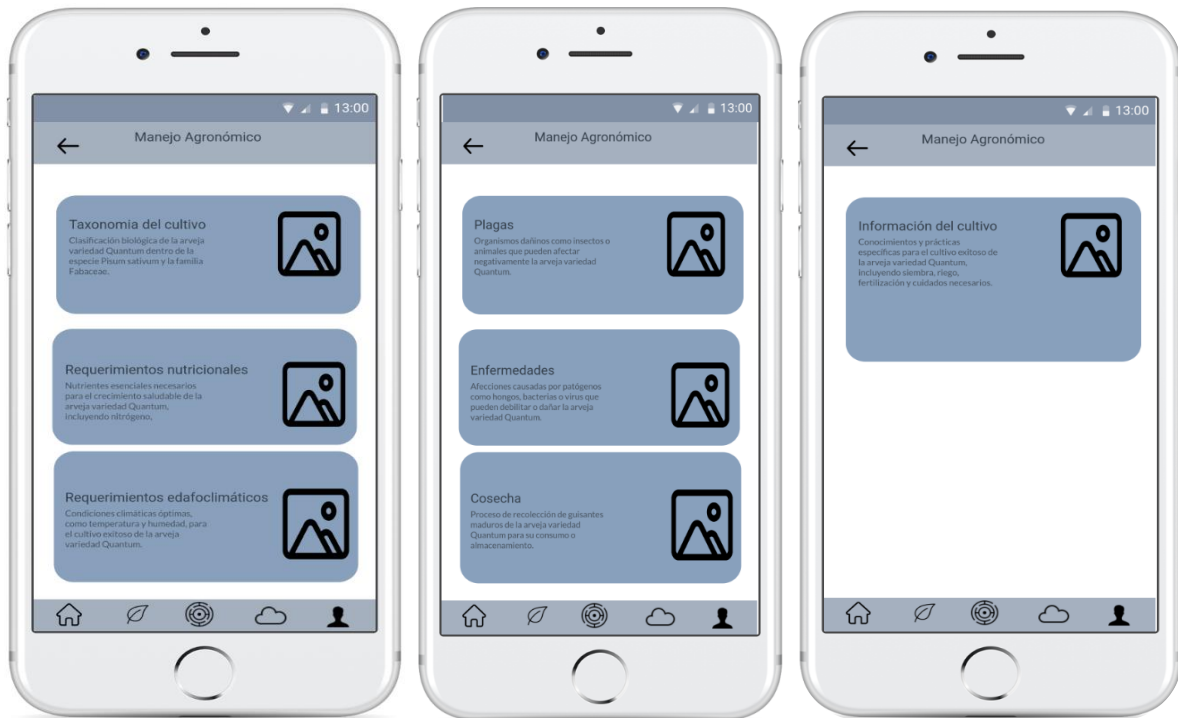 13:00
Manejo Agronómico
Taxonomia del cultivo
Clasificación biológica de la arveja
variedad Quantum dentro de la
especie Pisum sativum y la familia
Fabaceae.
Requerimientos nutricionales
Nutrientes esenciales necesarios
para el crecimiento saludable de la
arveja variedad Quantum,
incluyendo nitrógeno,
Requerimientos edafoclimáticos
Condiciones climáticas óptimas,
como temperatura y humedad, para
el cultivo exitoso de la arveja
variedad Quantum.
13:00
Manejo Agronómico
Plagas
Organismos dañinos como insectos o
animales que pueden afectar
negativamente la arveja variedad
Quantum.
Enfermedades
Afecciones causadas por patógenos
como hongos, bacterias o virus que
pueden debilitar o dañar la arveja
variedad Quantum.
Cosecha
Proceso de recolección de guisantes
maduros de la arveja variedad
Quantum para su consumo o
almacenamiento.
13:00
Manejo Agronómico
Información del cultivo
Conocimientos y prácticas
específicas para el cultivo exitoso de
la arveja variedad Quantum,
incluyendo siembra, riego,
fertilización y cuidados necesarios.